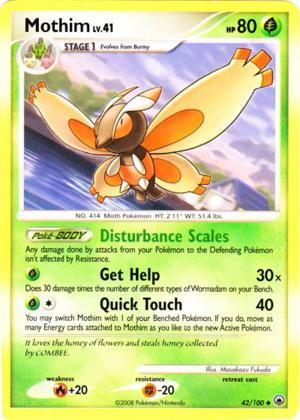 Mothim LV.41
HP 80
STAGE 1 Evolves from Burmy
NO. 414 Moth Pokémon HT: 2'11" WT: 51.4 lbs.
Poké-BODY Disturbance Scales
Any damage done by attacks from your Pokémon to the Defending Pokémon
isn't affected by Resistance.
Get Help 30x
Does 30 damage times the number of different types of Wormadam on your Bench.
Quick Touch 40
You may switch Mothim with 1 of your Benched Pokémon. If you do, move as
many Energy cards attached to Mothim as you like to the new Active Pokémon.
It loves the honey of flowers and steals honey collected
by COMBEE.
Illus. Masakazu Fukuda
weakness resistance retreat cost
+20 -20
©2008 Pokémon/Nintendo 42/100